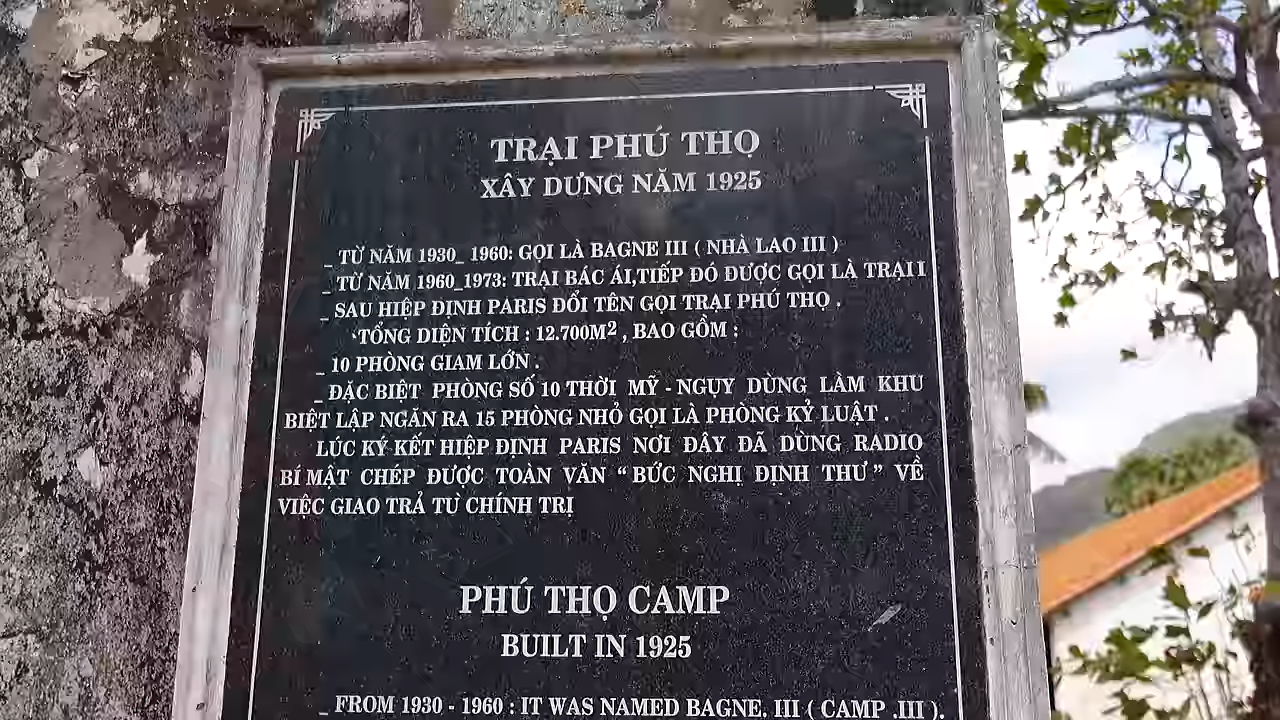 TRẠI PHÚ THỌ
XÂY DƯNG NĂM 1925
_ TỪ NĂM 1930_ 1960: GỌI LÀ BAGNE III ( NHÀ LAO III )
_ TỪ NĂM 1960_1973: TRẠI BÁC ÁI,TIẾP ĐÓ ĐƯỢC GỌI LÀ TRẠI I
_ SAU HIỆP ĐỊNH PARIS ĐỔI TÊN GỌI TRẠI PHÚ THỌ .
TỔNG DIỆN TÍCH : 12.700M² , BAO GỒM :
_ 10 PHÒNG GIAM LỚN .
_ ĐẶC BIỆT PHÒNG SỐ 10 THỜI MỸ - NGỤY DÙNG LÀM KHU
BIỆT LẬP NGĂN RA 15 PHÒNG NHỎ GỌI LÀ PHÒNG KỶ LUẬT .
LÚC KÝ KẾT HIỆP ĐỊNH PARIS NƠI ĐÂY ĐÃ DÙNG RADIO
BÍ MẬT CHÉP ĐƯỢC TOÀN VĂN “ BỨC NGHỊ ĐỊNH THƯ ” VỀ
VIỆC GIAO TRẢ TỪ CHÍNH TRỊ
PHÚ THỌ CAMP
BUILT IN 1925
_ FROM 1930 - 1960 : IT WAS NAMED BAGNE. III ( CAMP .III ).